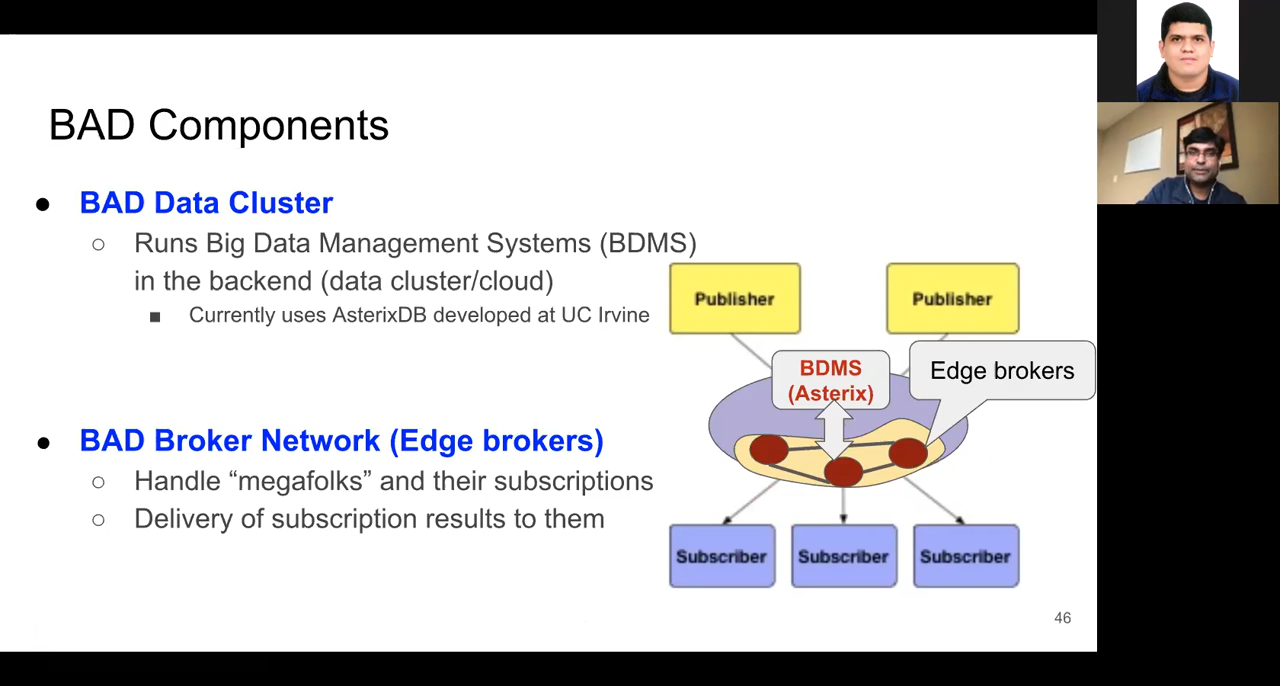 BAD Components
● BAD Data Cluster
○ Runs Big Data Management Systems (BDMS)
in the backend (data cluster/cloud)
■ Currently uses AsterixDB developed at UC Irvine
● BAD Broker Network (Edge brokers)
○ Handle “megafolks” and their subscriptions
○ Delivery of subscription results to them
Publisher
Publisher
BDMS
(Asterix)
Edge brokers
Subscriber
Subscriber
Subscriber
46